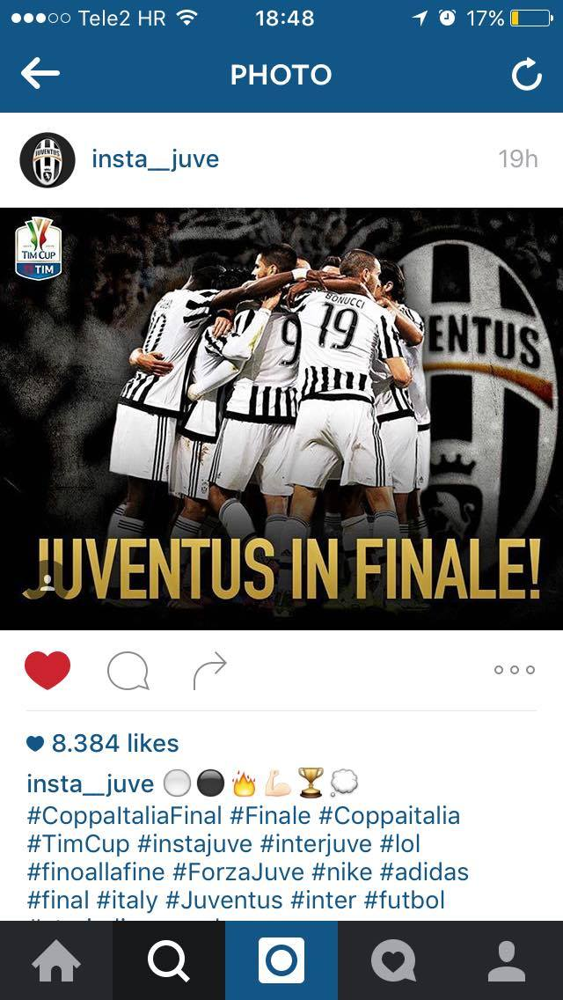 Tele2 HR 18:48 17%
PHOTO
insta__juve 19h
JUVENTUS
TIM CUP
TIM
BONUCCI
9
19
ENTUS
JUVENTUS IN FINALE!
8.384 likes
insta__juve
#CoppaItaliaFinal #Finale #Coppaitalia
#TimCup #instajuve #interjuve #lol
#finoallafine #ForzaJuve #nike #adidas
#final #italy #Juventus #inter #futbol